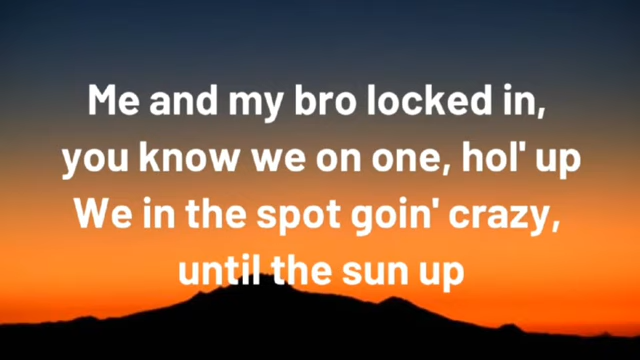 Me and my bro locked in,
you know we on one, hol' up
We in the spot goin' crazy,
until the sun up